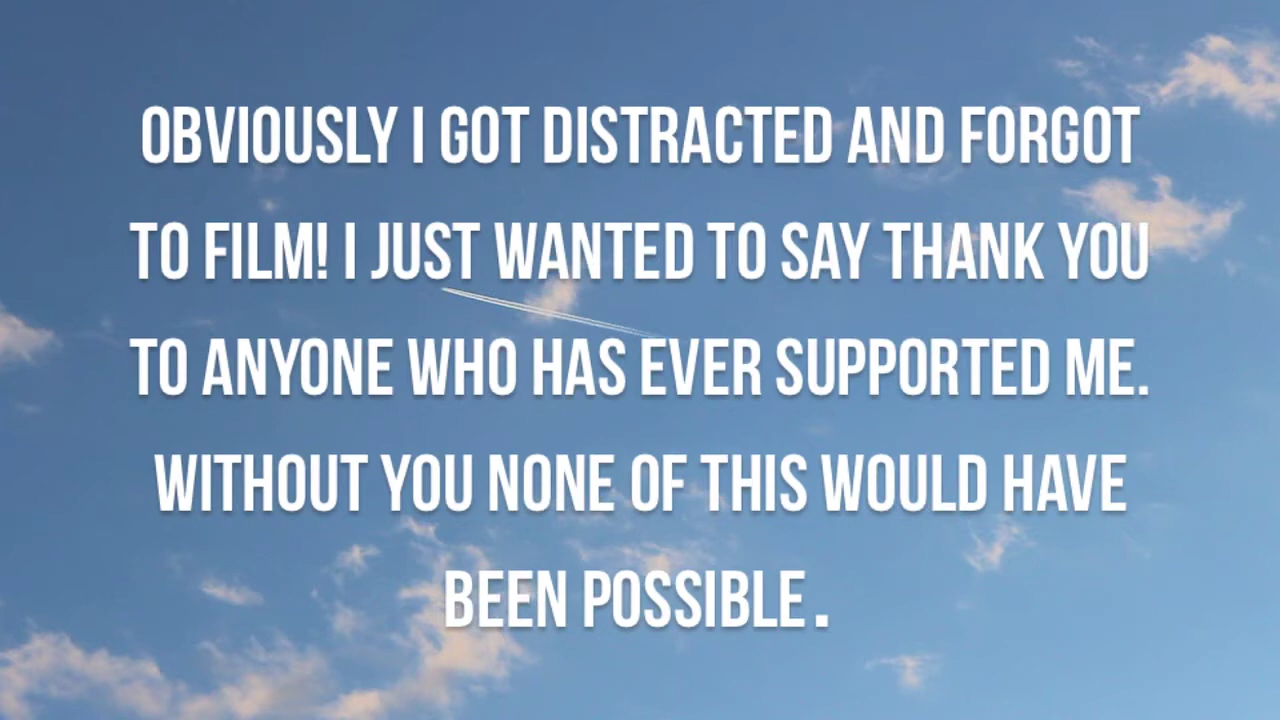 OBVIOUSLY I GOT DISTRACTED AND FORGOT
TO FILM! I JUST WANTED TO SAY THANK YOU
TO ANYONE WHO HAS EVER SUPPORTED ME.
WITHOUT YOU NONE OF THIS WOULD HAVE
BEEN POSSIBLE.